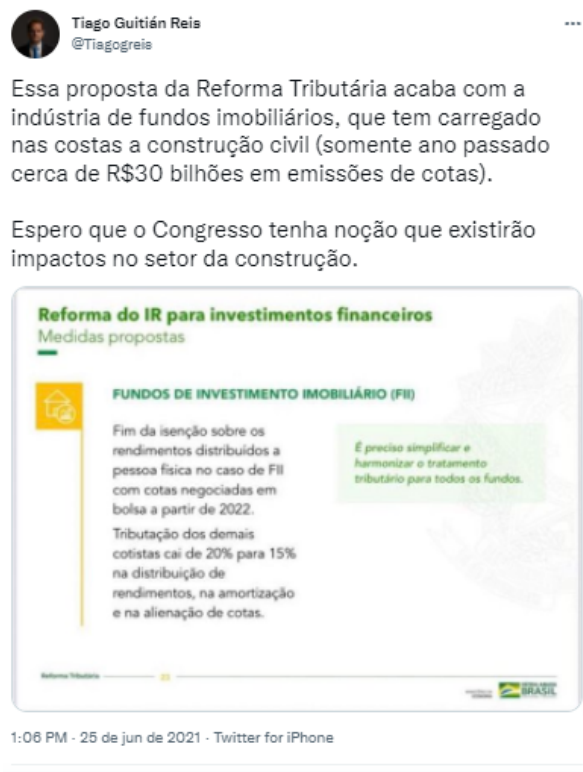 Tiago Guitián Reis
@Tiagogreis
Essa proposta da Reforma Tributária acaba com a
indústria de fundos imobiliários, que tem carregado
nas costas a construção civil (somente ano passado
cerca de R$30 bilhões em emissões de cotas).
Espero que o Congresso tenha noção que existirão
impactos no setor da construção.
Reforma do IR para investimentos financeiros
Medidas propostas
FUNDOS DE INVESTIMENTO IMOBILIÁRIO (FII)
Fim da isenção sobre os
rendimentos distribuídos a
pessoa física no caso de FII
com cotas negociadas em
bolsa a partir de 2022.
Tributação dos demais
cotistas cai de 20% para 15%
na distribuição de
rendimentos, na amortização
e na alienação de cotas.
É preciso simplificar e
harmonizar o tratamento
tributário para todos os fundos.
Reforma Tributária
BRASIL
1:06 PM · 25 de jun de 2021 · Twitter for iPhone